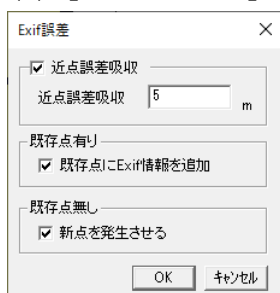 Exif誤差
近点誤差吸収
近点誤差吸収 5 m
既存点有り
既存点にExif情報を追加
既存点無し
新点を発生させる
OK ｷｬﾝｾﾙ